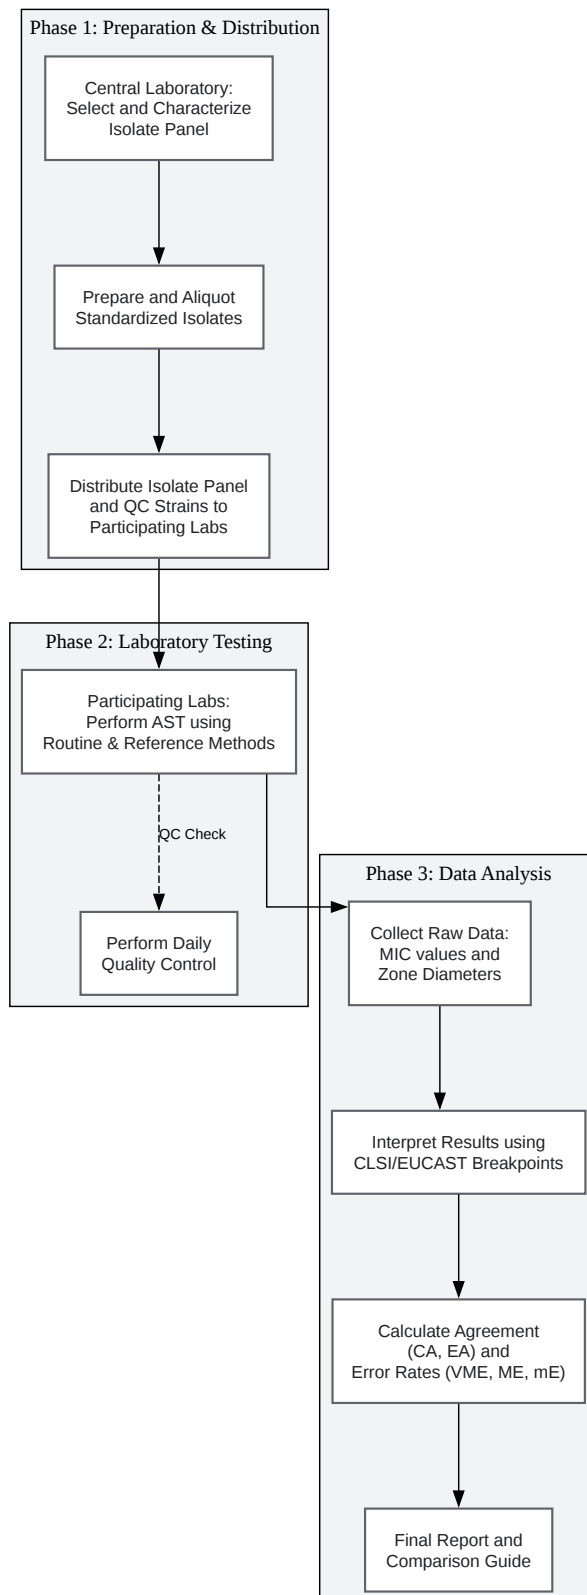 Phase 1: Preparation & Distribution
Central Laboratory:
Select and Characterize
Isolate Panel
Prepare and Aliquot
Standardized Isolates
Distribute Isolate Panel
and QC Strains to
Participating Labs
Phase 2: Laboratory Testing
Participating Labs:
Perform AST using
Routine & Reference Methods
QC Check
Perform Daily
Quality Control
Phase 3: Data Analysis
Collect Raw Data:
MIC values and
Zone Diameters
Interpret Results using
CLSI/EUCAST Breakpoints
Calculate Agreement
(CA, EA) and
Error Rates (VME, ME, mE)
Final Report and
Comparison Guide